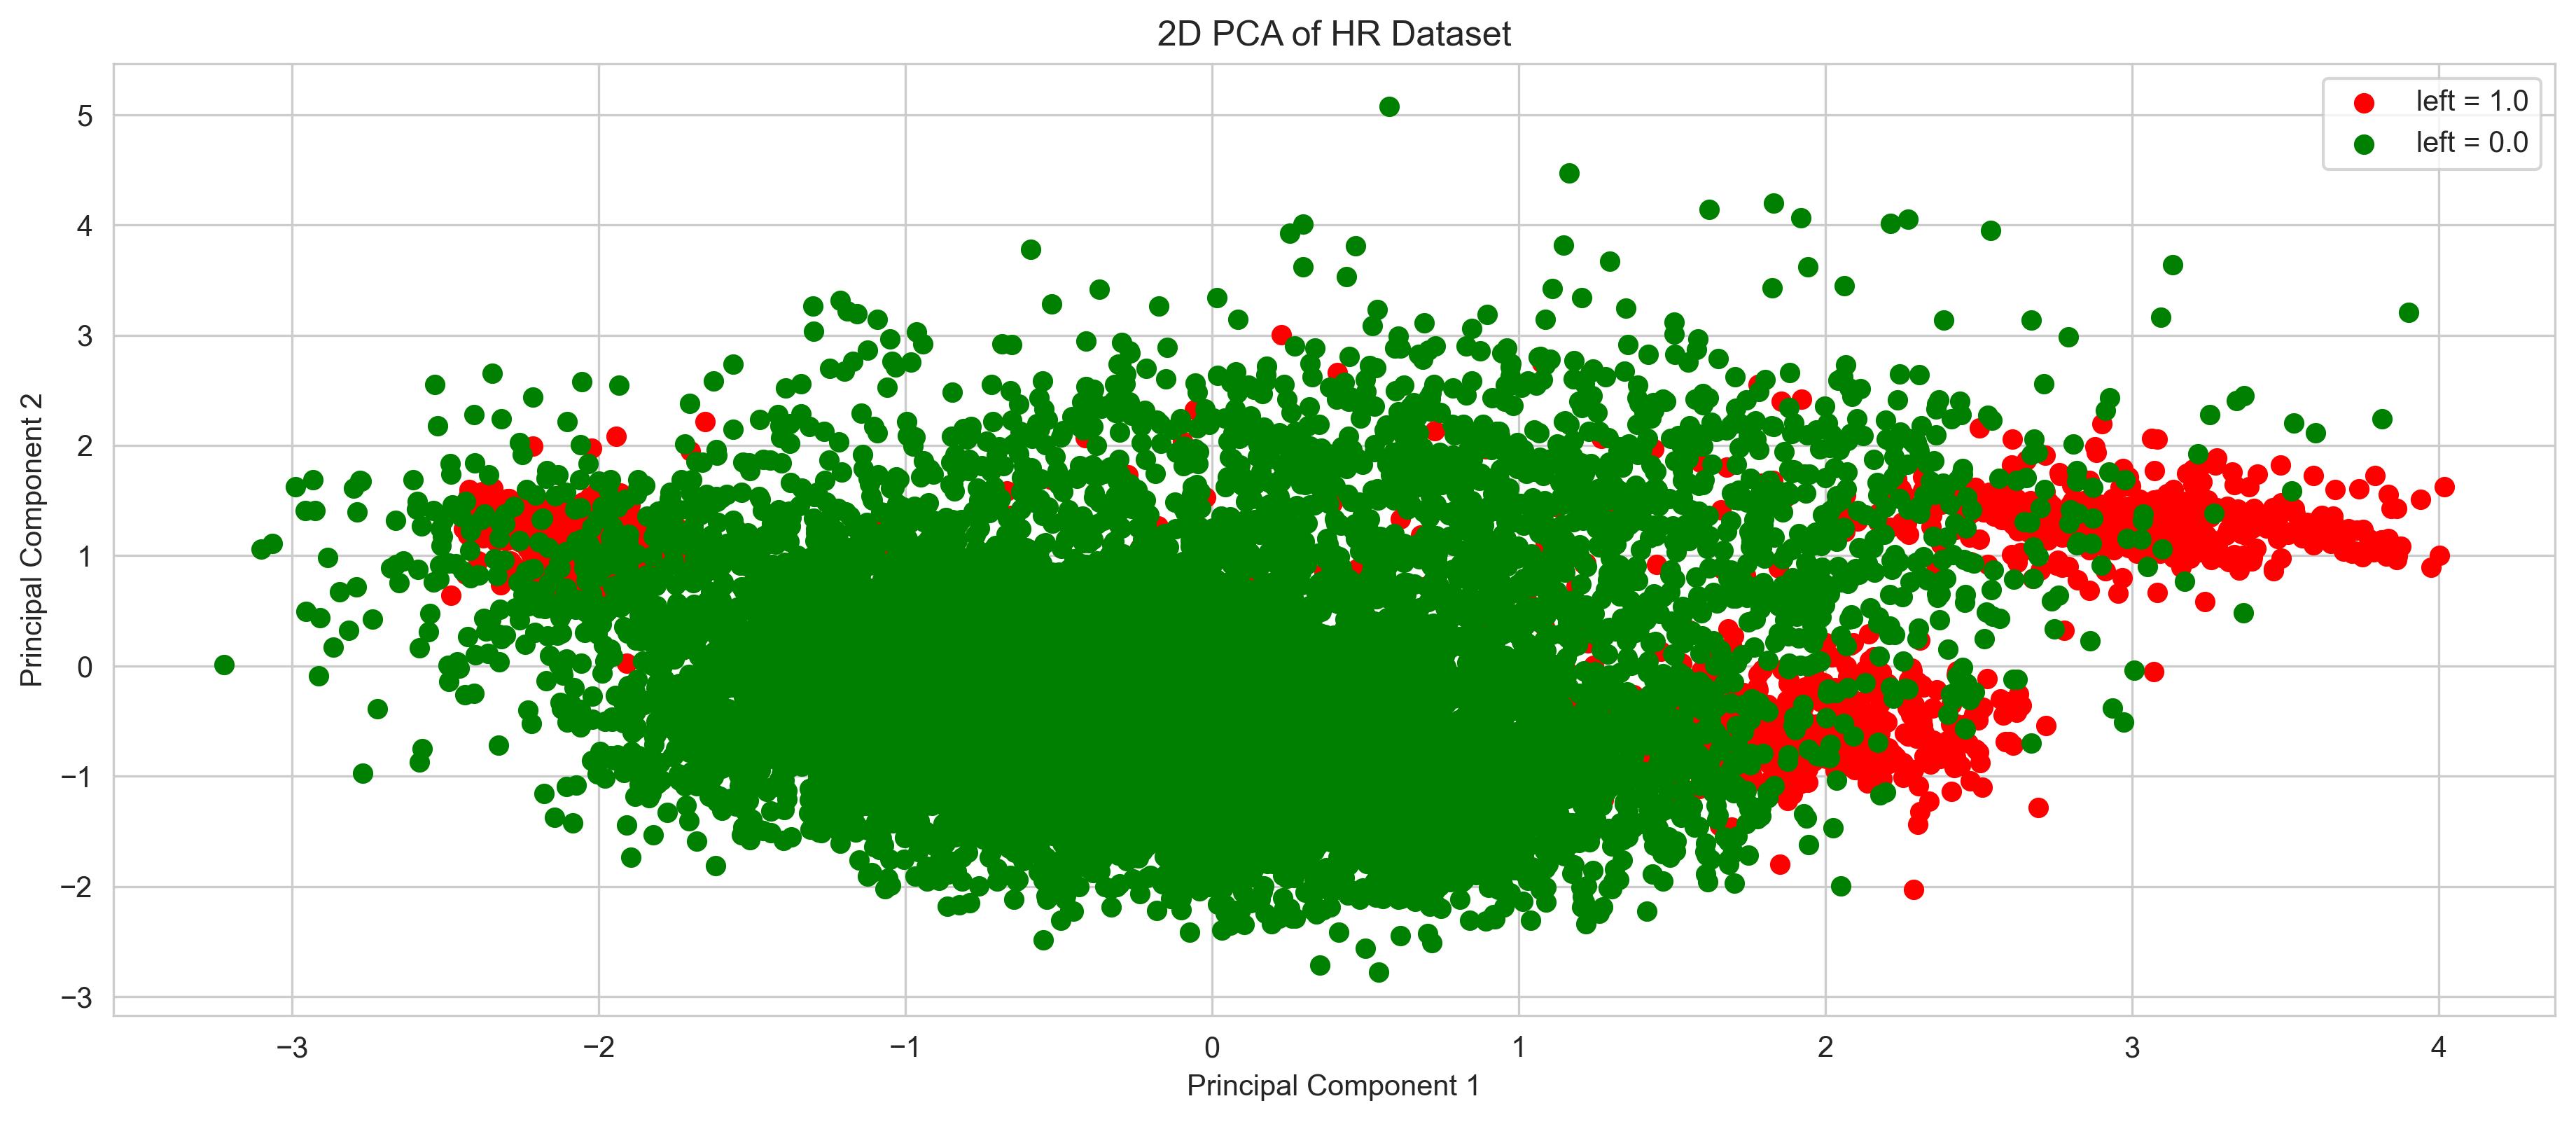 2D PCA of HR Dataset
left = 1.0
left = 0.0
Principal Component 2
5
4
3
2
1
0
−1
−2
−3
−3 −2 −1 0 1 2 3 4
Principal Component 1